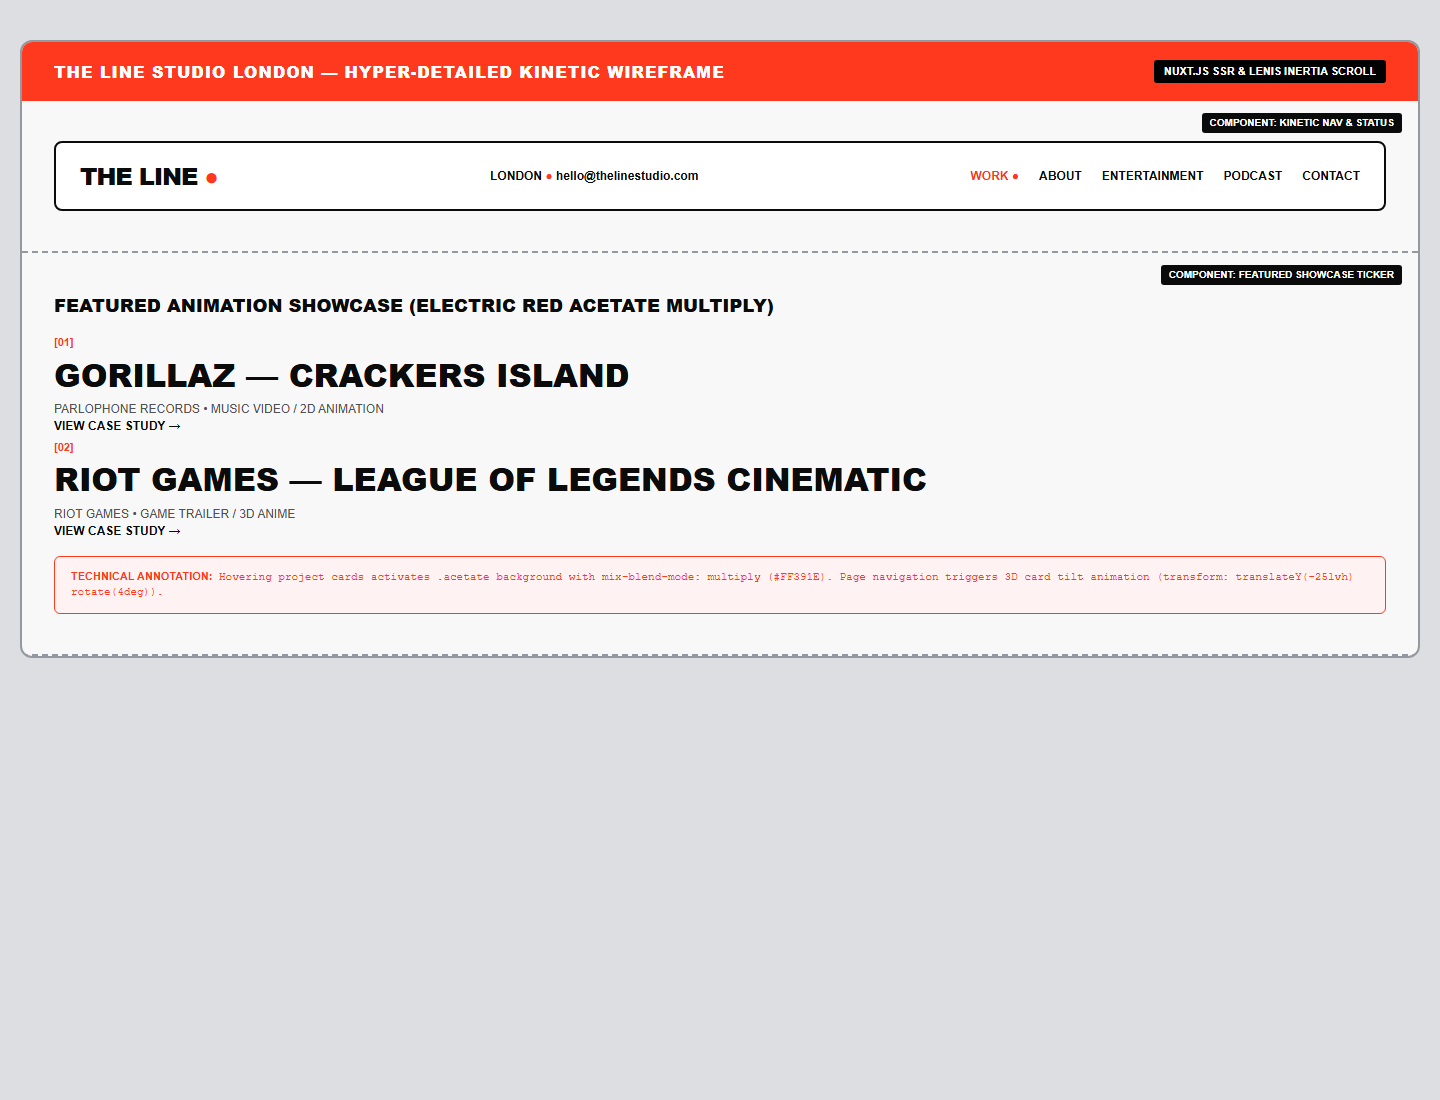 THE LINE STUDIO LONDON — HYPER-DETAILED KINETIC WIREFRAME
NUXT.JS SSR & LENIS INERTIA SCROLL
COMPONENT: KINETIC NAV & STATUS
THE LINE ●
LONDON ● hello@thelinestudio.com
WORK ●
ABOUT
ENTERTAINMENT
PODCAST
CONTACT
COMPONENT: FEATURED SHOWCASE TICKER
FEATURED ANIMATION SHOWCASE (ELECTRIC RED ACETATE MULTIPLY)
[01]
GORILLAZ — CRACKERS ISLAND
PARLOPHONE RECORDS • MUSIC VIDEO / 2D ANIMATION
VIEW CASE STUDY →
[02]
RIOT GAMES — LEAGUE OF LEGENDS CINEMATIC
RIOT GAMES • GAME TRAILER / 3D ANIME
VIEW CASE STUDY →
TECHNICAL ANNOTATION: Hovering project cards activates .acetate background with mix-blend-mode: multiply (#FF391E). Page navigation triggers 3D card tilt animation (transform: translateY(-25lvh)
rotate(4deg)).